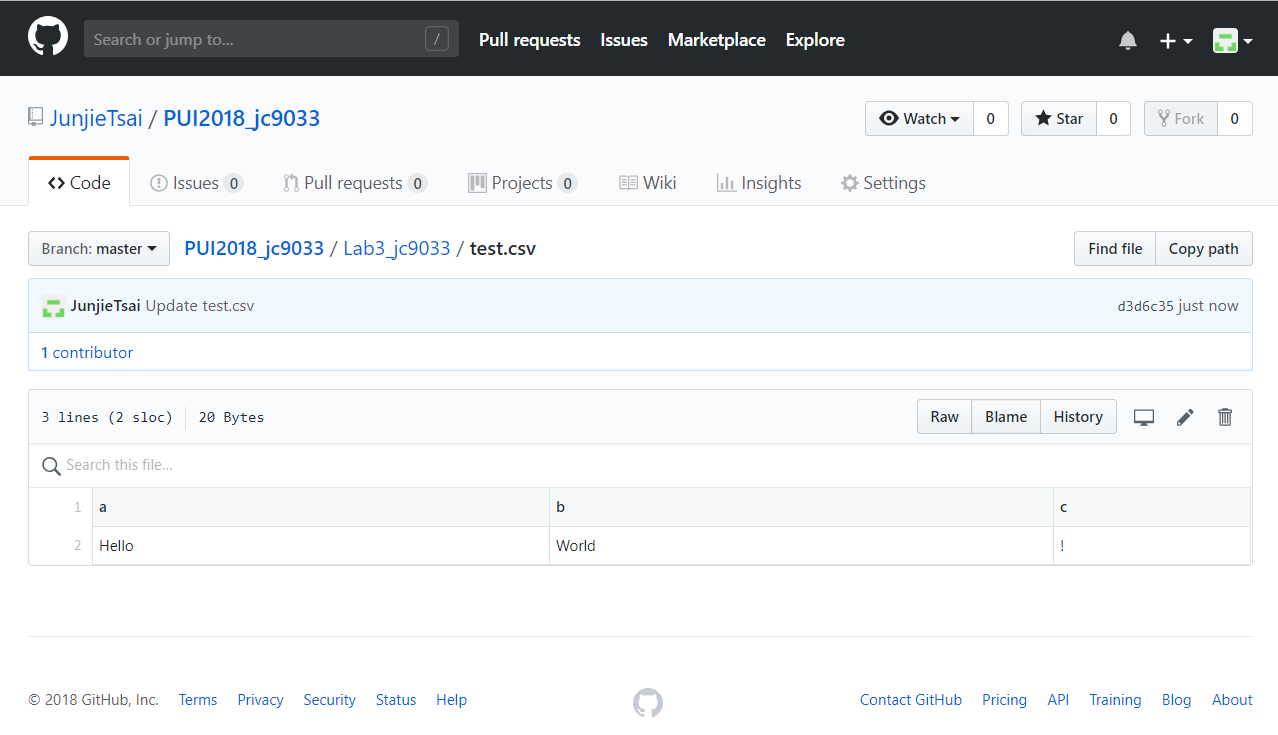 Search or jump to... / Pull requests Issues Marketplace Explore
JunjieTsai / PUI2018_jc9033 Watch 0 Star 0 Fork 0
Code Issues 0 Pull requests 0 Projects 0 Wiki Insights Settings
Branch: master PUI2018_jc9033 / Lab3_jc9033 / test.csv Find file Copy path
JunjieTsai Update test.csv d3d6c35 just now
1 contributor
3 lines (2 sloc) 20 Bytes Raw Blame History
Search this file...
1 a b c
2 Hello World !
© 2018 GitHub, Inc. Terms Privacy Security Status Help Contact GitHub Pricing API Training Blog About